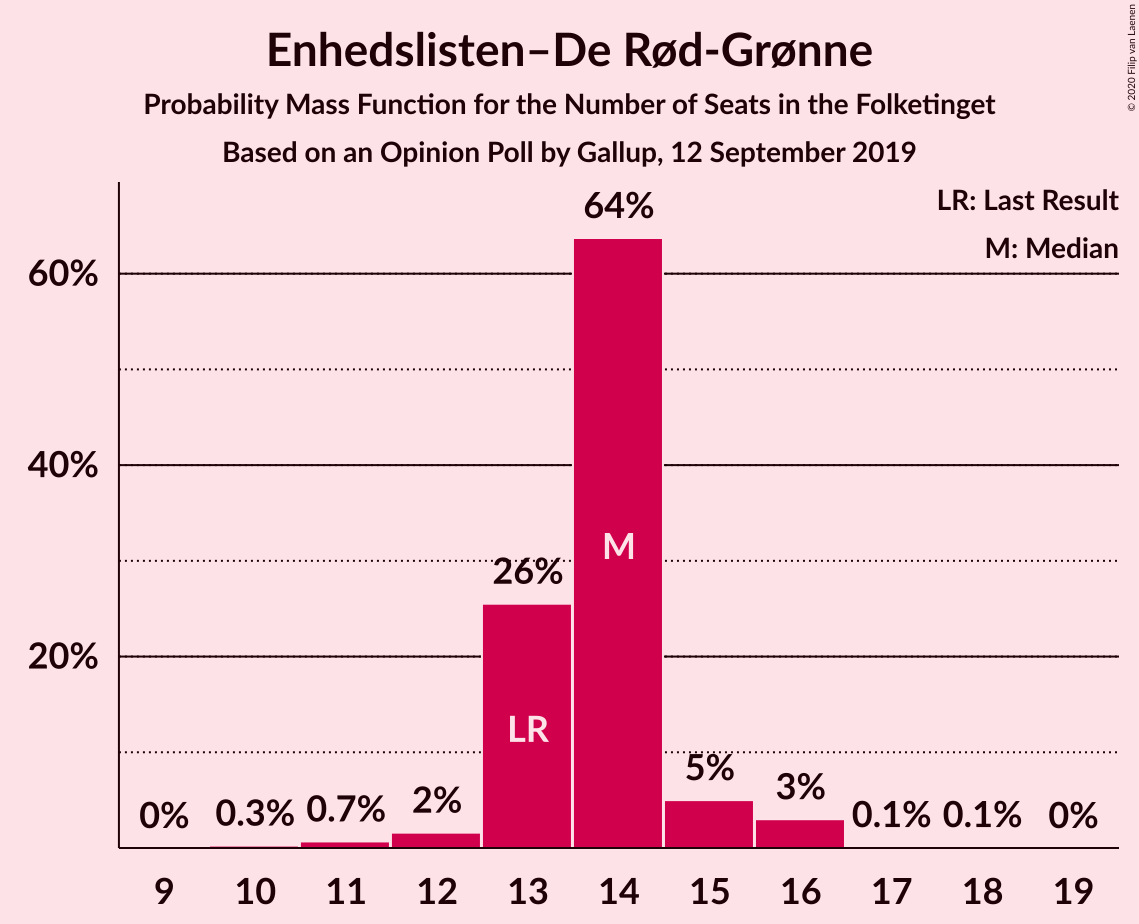 © 2020 Filip van Laenen
Enhedslisten–De Rød-Grønne
Probability Mass Function for the Number of Seats in the Folketinget
Based on an Opinion Poll by Gallup, 12 September 2019
LR: Last Result
M: Median
60%
40%
20%
0%
0.3%
0.7%
2%
26%
64%
5%
3%
0.1%
0.1%
0%
LR
M
9 10 11 12 13 14 15 16 17 18 19